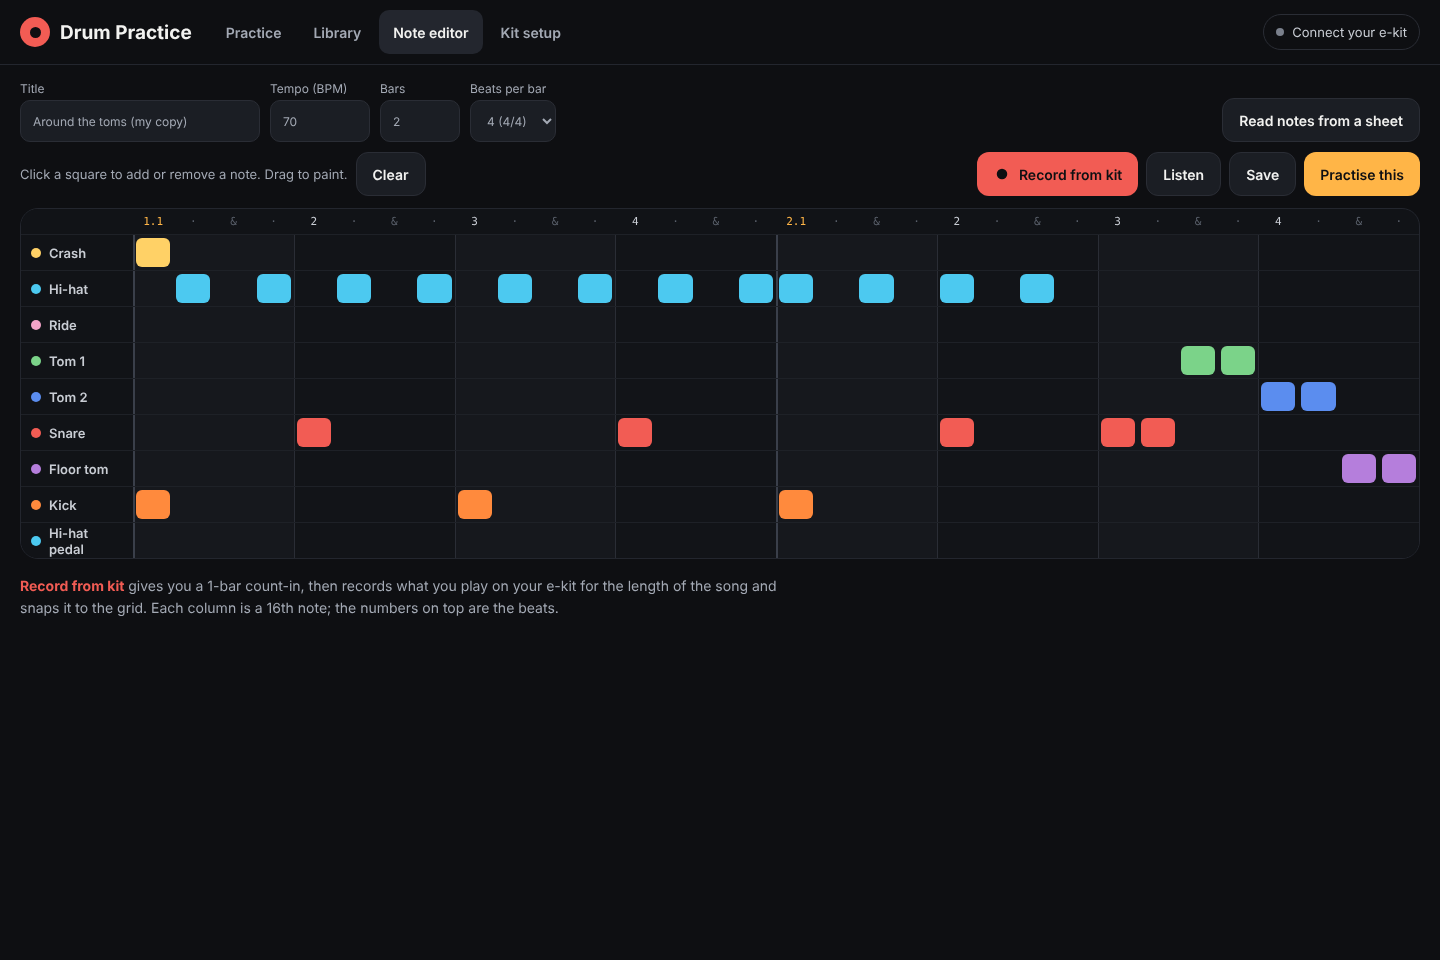 Drum Practice Practice Library Note editor Kit setup Connect your e-kit
Title Tempo (BPM) Bars Beats per bar
Around the toms (my copy) 70 2 4 (4/4) Read notes from a sheet
Click a square to add or remove a note. Drag to paint. Clear Record from kit Listen Save Practise this
1.1 · & · 2 · & · 3 · & · 4 · & · 2.1 · & · 2 · & · 3 · & · 4 · & ·
Crash
Hi-hat
Ride
Tom 1
Tom 2
Snare
Floor tom
Kick
Hi-hat
pedal
Record from kit gives you a 1-bar count-in, then records what you play on your e-kit for the length of the song and
snaps it to the grid. Each column is a 16th note; the numbers on top are the beats.